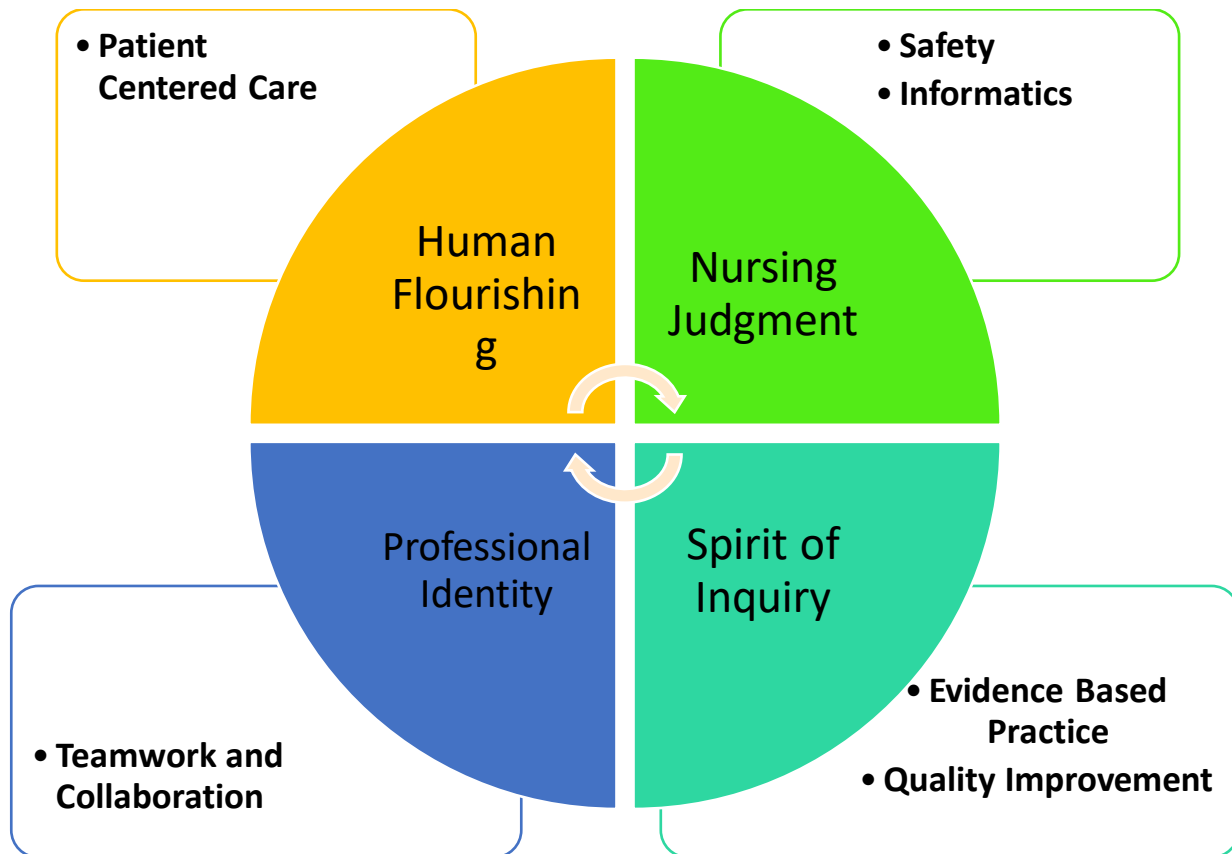 • Patient
Centered Care
• Safety
• Informatics
Human
Flourishin
g
Nursing
Judgment
Professional
Identity
Spirit of
Inquiry
• Teamwork and
Collaboration
• Evidence Based
Practice
• Quality Improvement